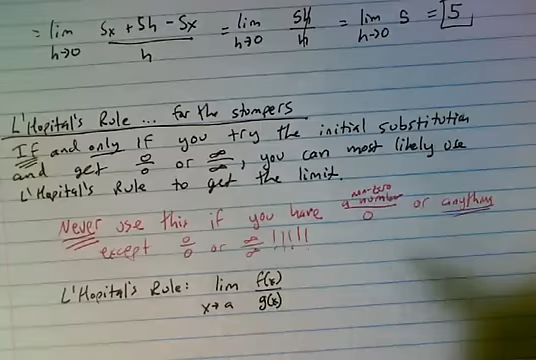 = lim h→0 5x + 5h - 5x / h = lim h→0 5h / h = lim h→0 5 = 5
L'Hopital's Rule ... for the stompers
If and only if you try the initial substitution
and get 0/0 or ∞/∞, you can most likely use
L'Hopital's Rule to get the limit.
Never use this if you have a non-zero number / 0 or anything
except 0/0 or ∞/∞ !!!!!
L'Hopital's Rule: lim x→a f(x) / g(x)